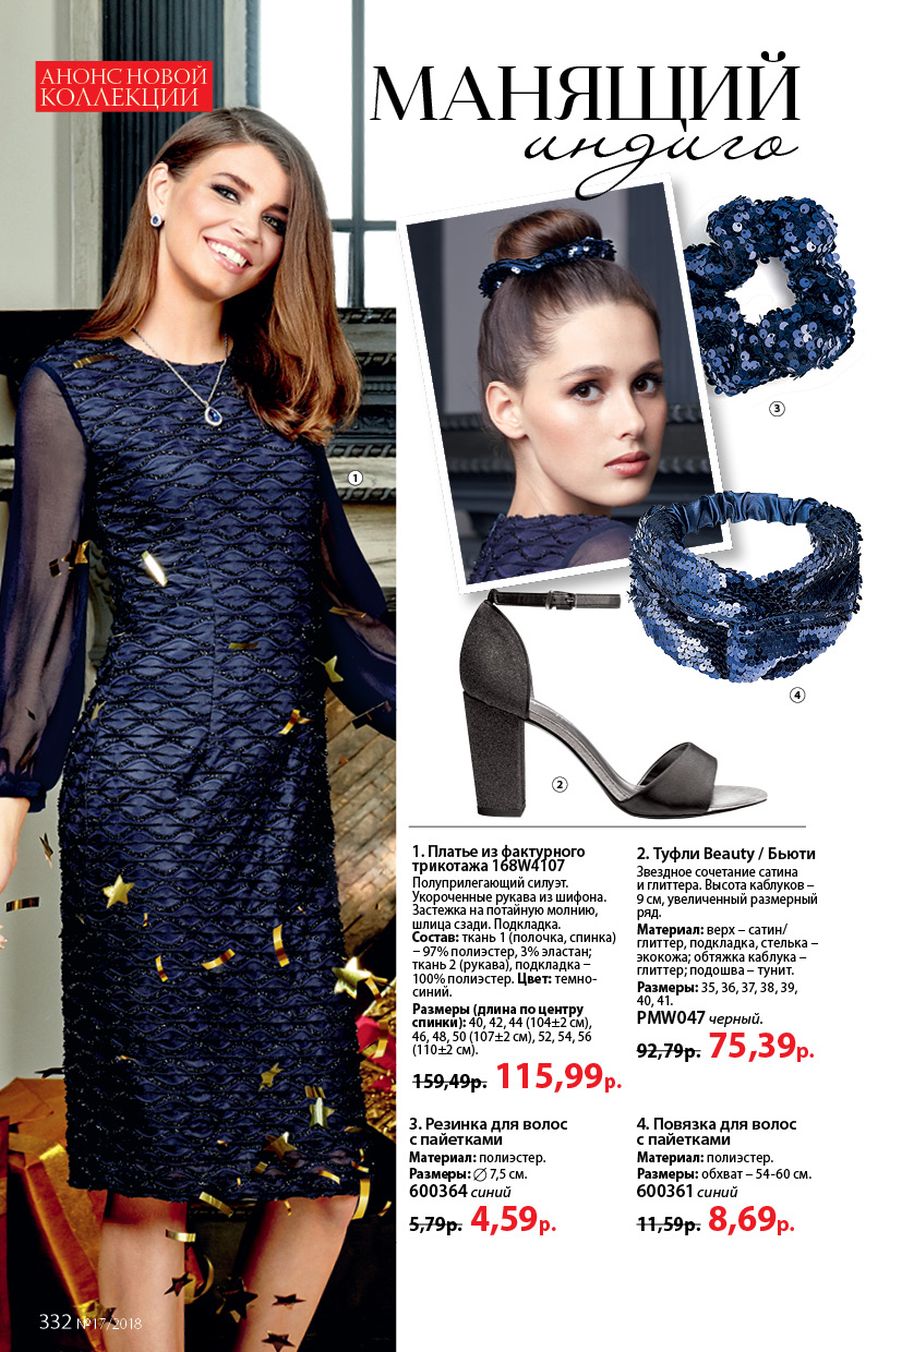 АНОНС НОВОЙ
КОЛЛЕКЦИИ
МАНЯЩИЙ
индиго
1
3
4
2
1. Платье из фактурного
трикотажа 168W4107
Полуприлегающий силуэт.
Укороченные рукава из шифона.
Застежка на потайную молнию,
шлица сзади. Подкладка.
Состав: ткань 1 (полочка, спинка)
– 97% полиэстер, 3% эластан;
ткань 2 (рукава), подкладка –
100% полиэстер. Цвет: темно-
синий.
Размеры (длина по центру
спинки): 40, 42, 44 (104±2 см),
46, 48, 50 (107±2 см), 52, 54, 56
(110±2 см).
159,49р. 115,99р.
2. Туфли Beauty / Бьюти
Звездное сочетание сатина
и глиттера. Высота каблуков –
9 см, увеличенный размерный
ряд.
Материал: верх – сатин/
глиттер, подкладка, стелька –
экокожа; обтяжка каблука –
глиттер; подошва – тунит.
Размеры: 35, 36, 37, 38, 39,
40, 41.
PMW047 черный.
92,79р. 75,39р.
3. Резинка для волос
с пайетками
Материал: полиэстер.
Размеры: ∅ 7,5 см.
600364 синий
5,79р. 4,59р.
4. Повязка для волос
с пайетками
Материал: полиэстер.
Размеры: обхват – 54-60 см.
600361 синий
11,59р. 8,69р.
332 №17/2018